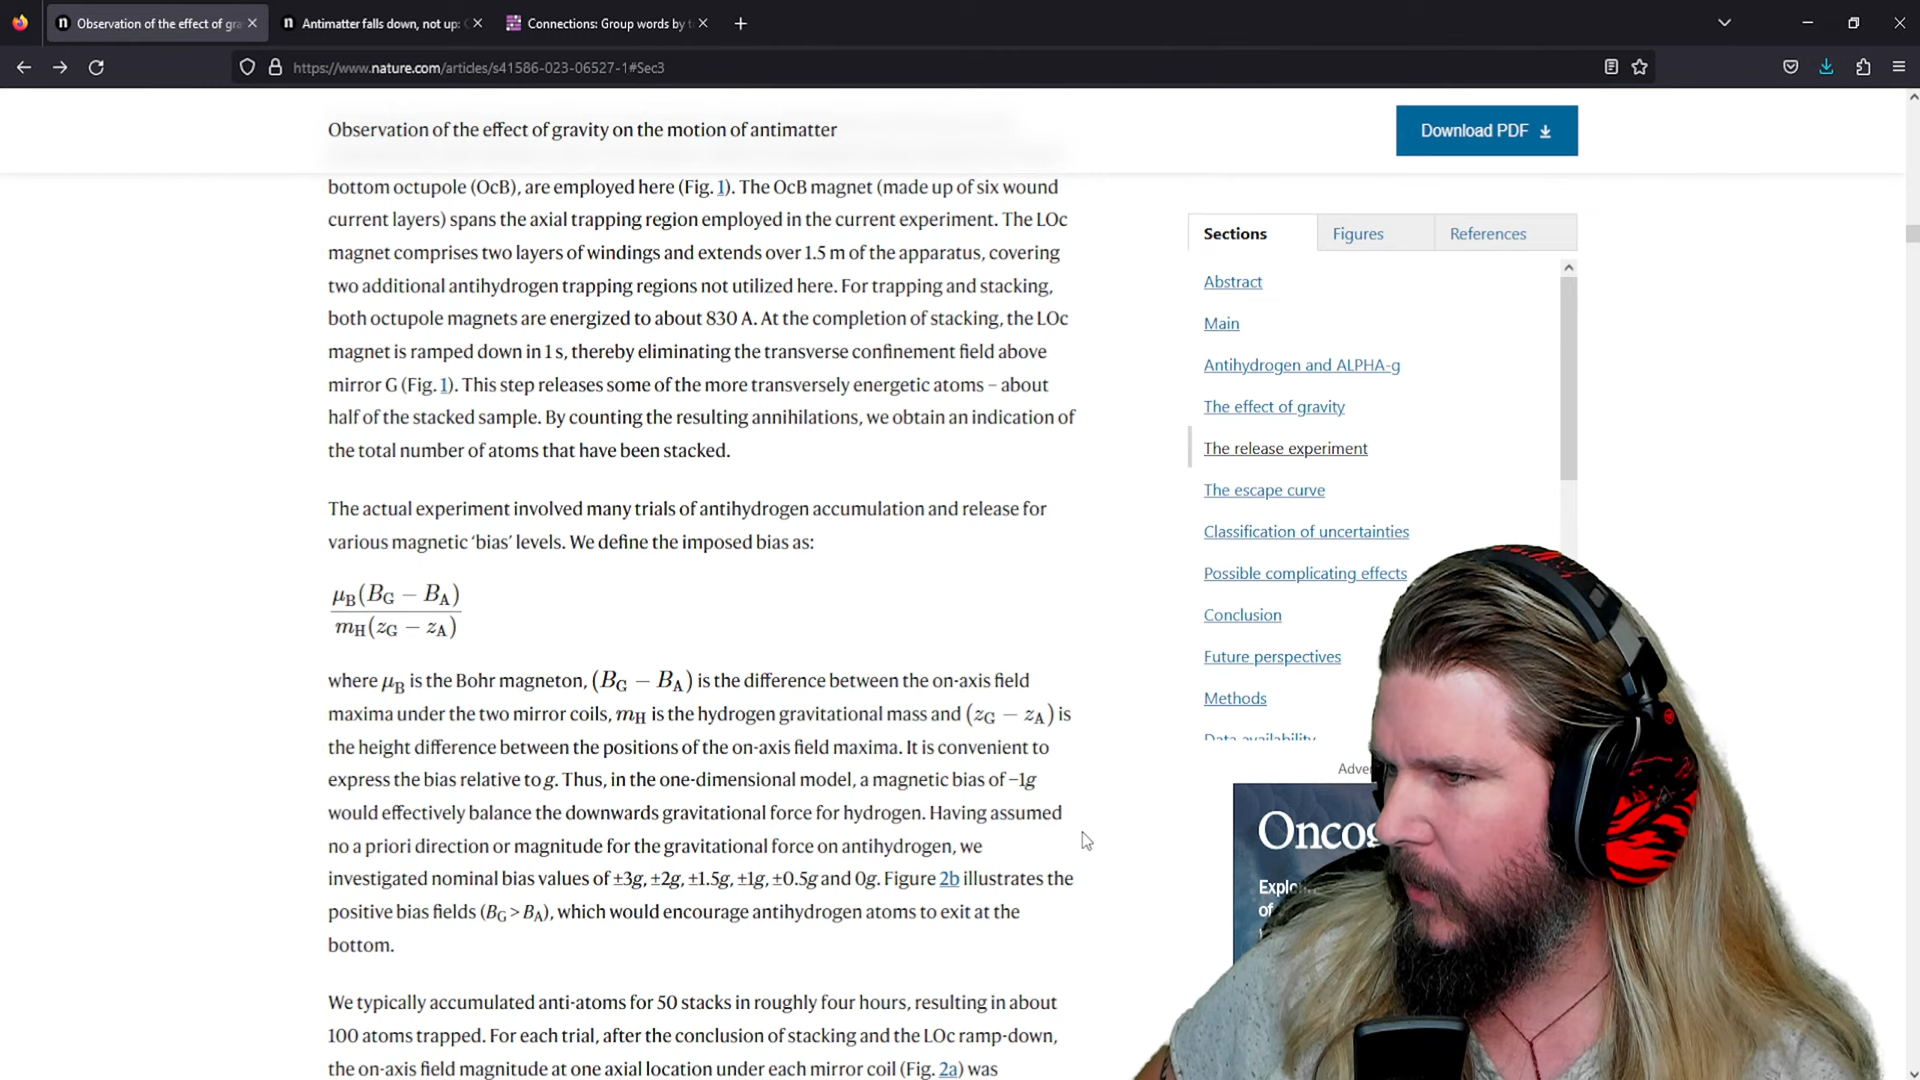 Observation of the effect of gra
Antimatter falls down, not up:
Connections: Group words by t
https://www.nature.com/articles/s41586-023-06527-1#Sec3
Observation of the effect of gravity on the motion of antimatter
Download PDF
bottom octupole (OcB), are employed here (Fig. 1). The OcB magnet (made up of six wound
current layers) spans the axial trapping region employed in the current experiment. The LOc
magnet comprises two layers of windings and extends over 1.5 m of the apparatus, covering
two additional antihydrogen trapping regions not utilized here. For trapping and stacking,
both octupole magnets are energized to about 830 A. At the completion of stacking, the LOc
magnet is ramped down in 1 s, thereby eliminating the transverse confinement field above
mirror G (Fig. 1). This step releases some of the more transversely energetic atoms – about
half of the stacked sample. By counting the resulting annihilations, we obtain an indication of
the total number of atoms that have been stacked.
The actual experiment involved many trials of antihydrogen accumulation and release for
various magnetic ‘bias’ levels. We define the imposed bias as:
μB(BG − BA)
mH(zG − zA)
where μB is the Bohr magneton, (BG − BA) is the difference between the on-axis field
maxima under the two mirror coils, mH is the hydrogen gravitational mass and (zG − zA) is
the height difference between the positions of the on-axis field maxima. It is convenient to
express the bias relative to g. Thus, in the one-dimensional model, a magnetic bias of −1g
would effectively balance the downwards gravitational force for hydrogen. Having assumed
no a priori direction or magnitude for the gravitational force on antihydrogen, we
investigated nominal bias values of ±3g, ±2g, ±1.5g, ±1g, ±0.5g and 0g. Figure 2b illustrates the
positive bias fields (BG > BA), which would encourage antihydrogen atoms to exit at the
bottom.
We typically accumulated anti-atoms for 50 stacks in roughly four hours, resulting in about
100 atoms trapped. For each trial, after the conclusion of stacking and the LOc ramp-down,
the on-axis field magnitude at one axial location under each mirror coil (Fig. 2a) was
Sections
Figures
References
Abstract
Main
Antihydrogen and ALPHA-g
The effect of gravity
The release experiment
The escape curve
Classification of uncertainties
Possible complicating effects
Conclusion
Future perspectives
Methods
Data availability
Adve
Onco
Explo
of